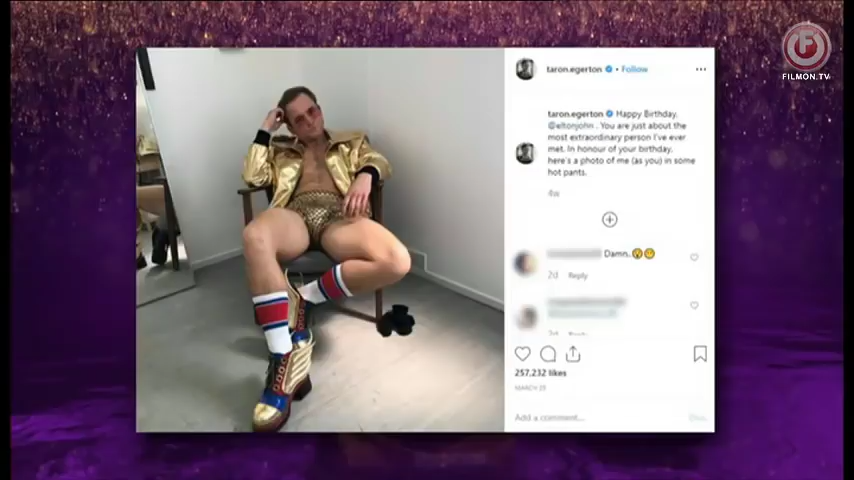 FILMON.TV
taron.egerton • Follow
taron.egerton Happy Birthday,
@eltonjohn . You are just about the
most extraordinary person I've ever
met. In honour of your birthday,
here's a photo of me (as you) in some
hot pants.
4w
Damn. 😲😬
2d Reply
257,232 likes
Add a comment...